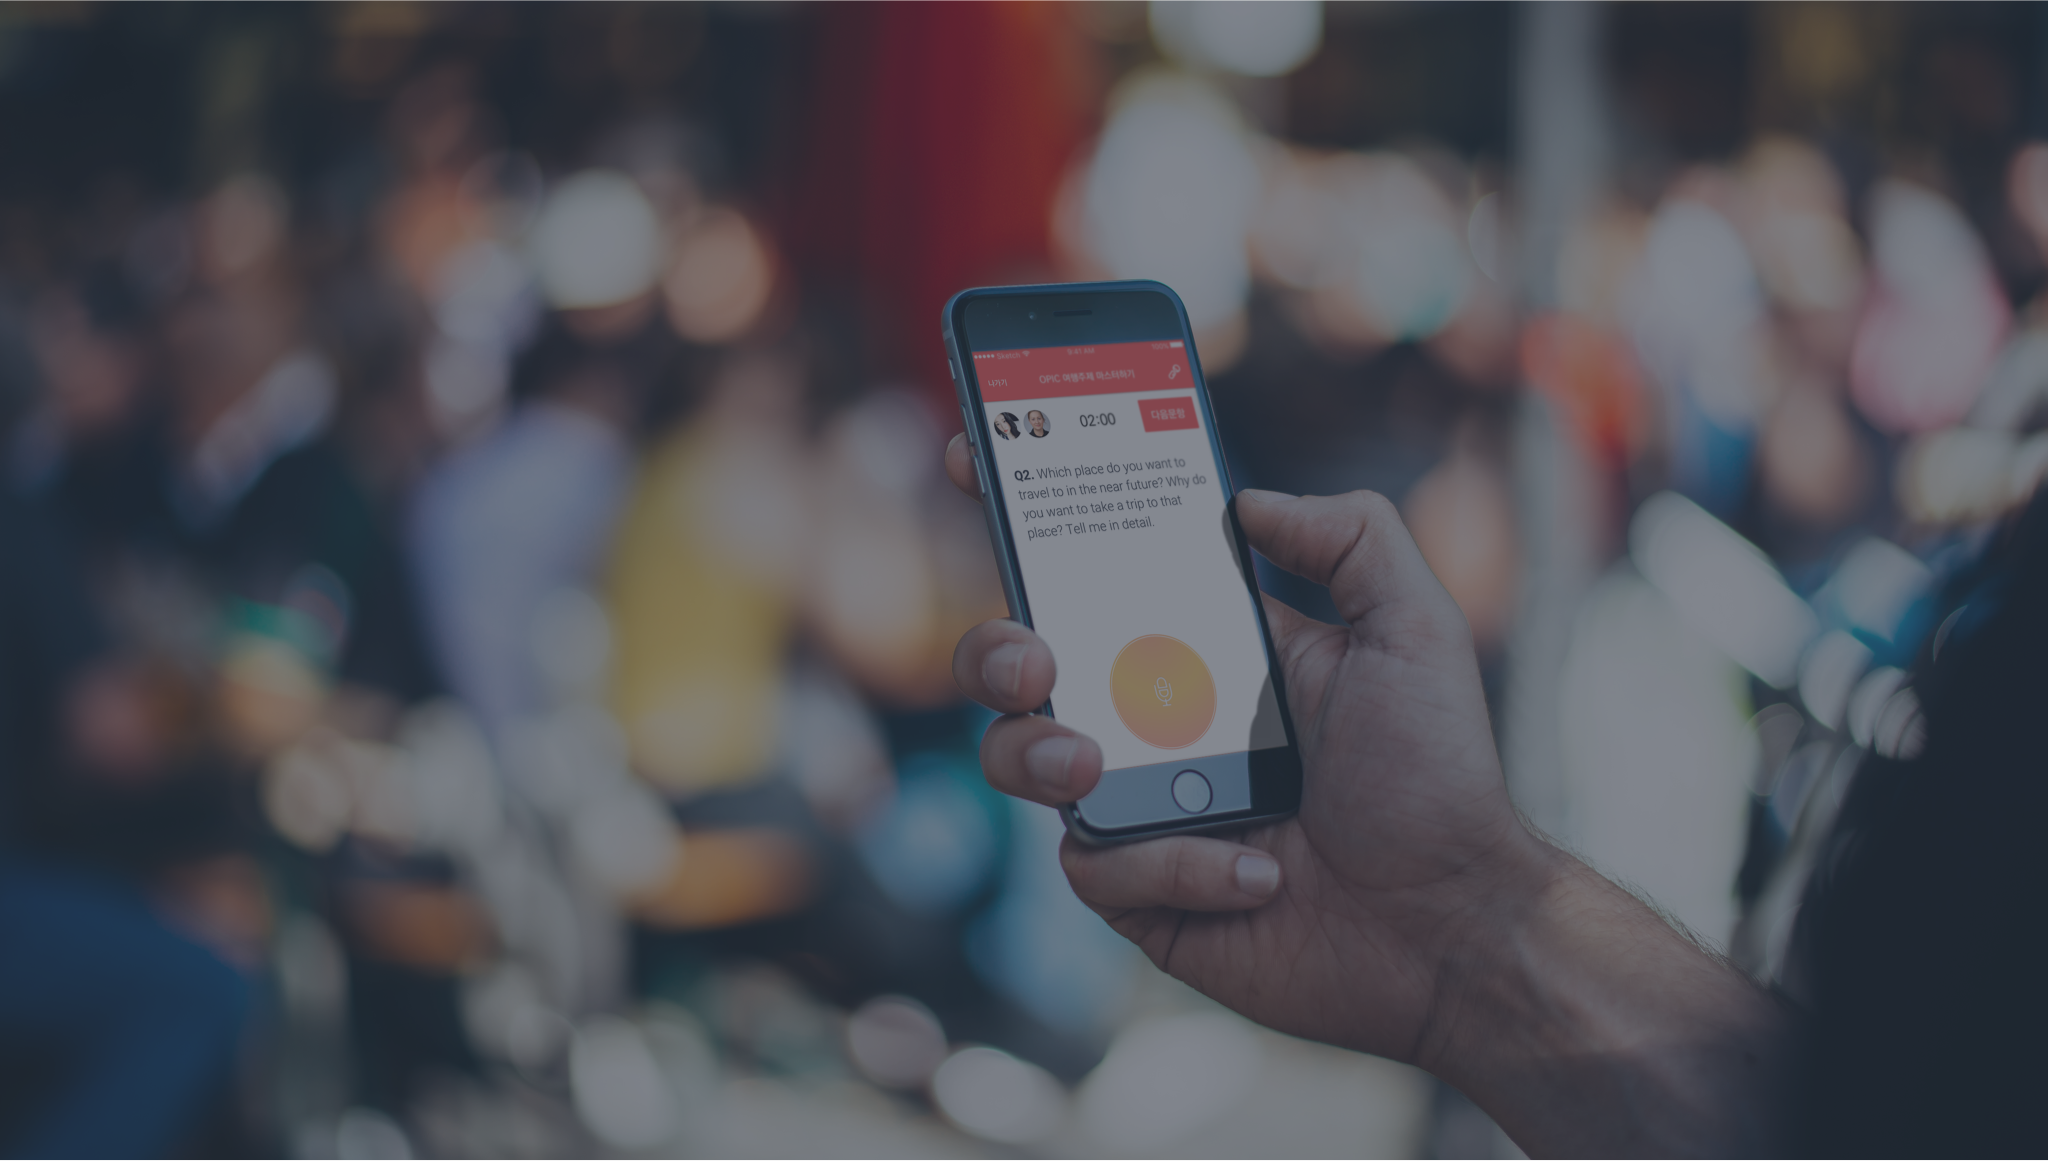 Sketch 9:41 AM 100%
나가기 OPIC 여행주제 마스터하기
02:00 다음문항
Q2. Which place do you want to
travel to in the near future? Why do
you want to take a trip to that
place? Tell me in detail.